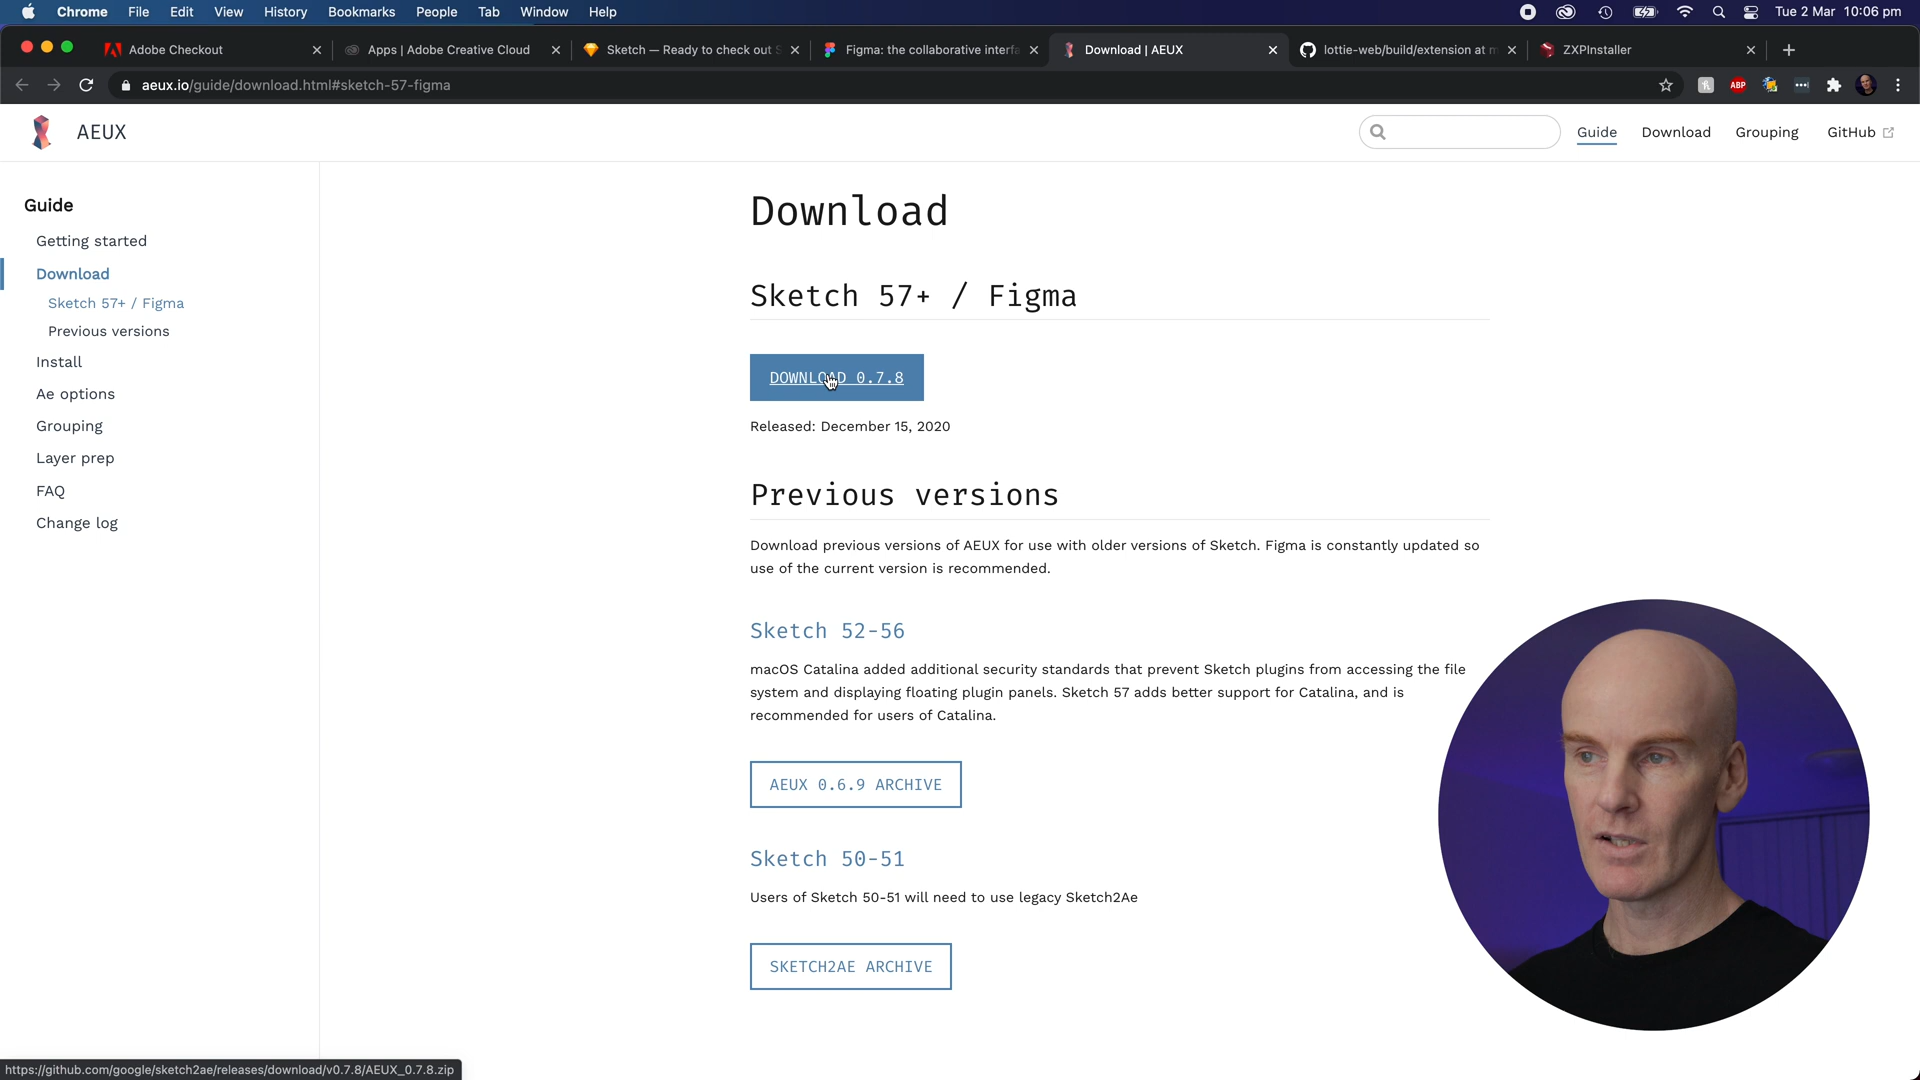 Chrome File Edit View History Bookmarks People Tab Window Help Tue 2 Mar 10:06 pm
Adobe Checkout Apps | Adobe Creative Cloud Sketch — Ready to check out S Figma: the collaborative interfa Download | AEUX lottie-web/build/extension at m ZXPInstaller
aeux.io/guide/download.html#sketch-57-figma ABP
AEUX Guide Download Grouping GitHub
Guide
Getting started
Download
Sketch 57+ / Figma
Previous versions
Install
Ae options
Grouping
Layer prep
FAQ
Change log
Download
Sketch 57+ / Figma
DOWNLOAD 0.7.8
Released: December 15, 2020
Previous versions
Download previous versions of AEUX for use with older versions of Sketch. Figma is constantly updated so
use of the current version is recommended.
Sketch 52-56
macOS Catalina added additional security standards that prevent Sketch plugins from accessing the file
system and displaying floating plugin panels. Sketch 57 adds better support for Catalina, and is
recommended for users of Catalina.
AEUX 0.6.9 ARCHIVE
Sketch 50-51
Users of Sketch 50-51 will need to use legacy Sketch2Ae
SKETCH2AE ARCHIVE
https://github.com/google/sketch2ae/releases/download/v0.7.8/AEUX_0.7.8.zip